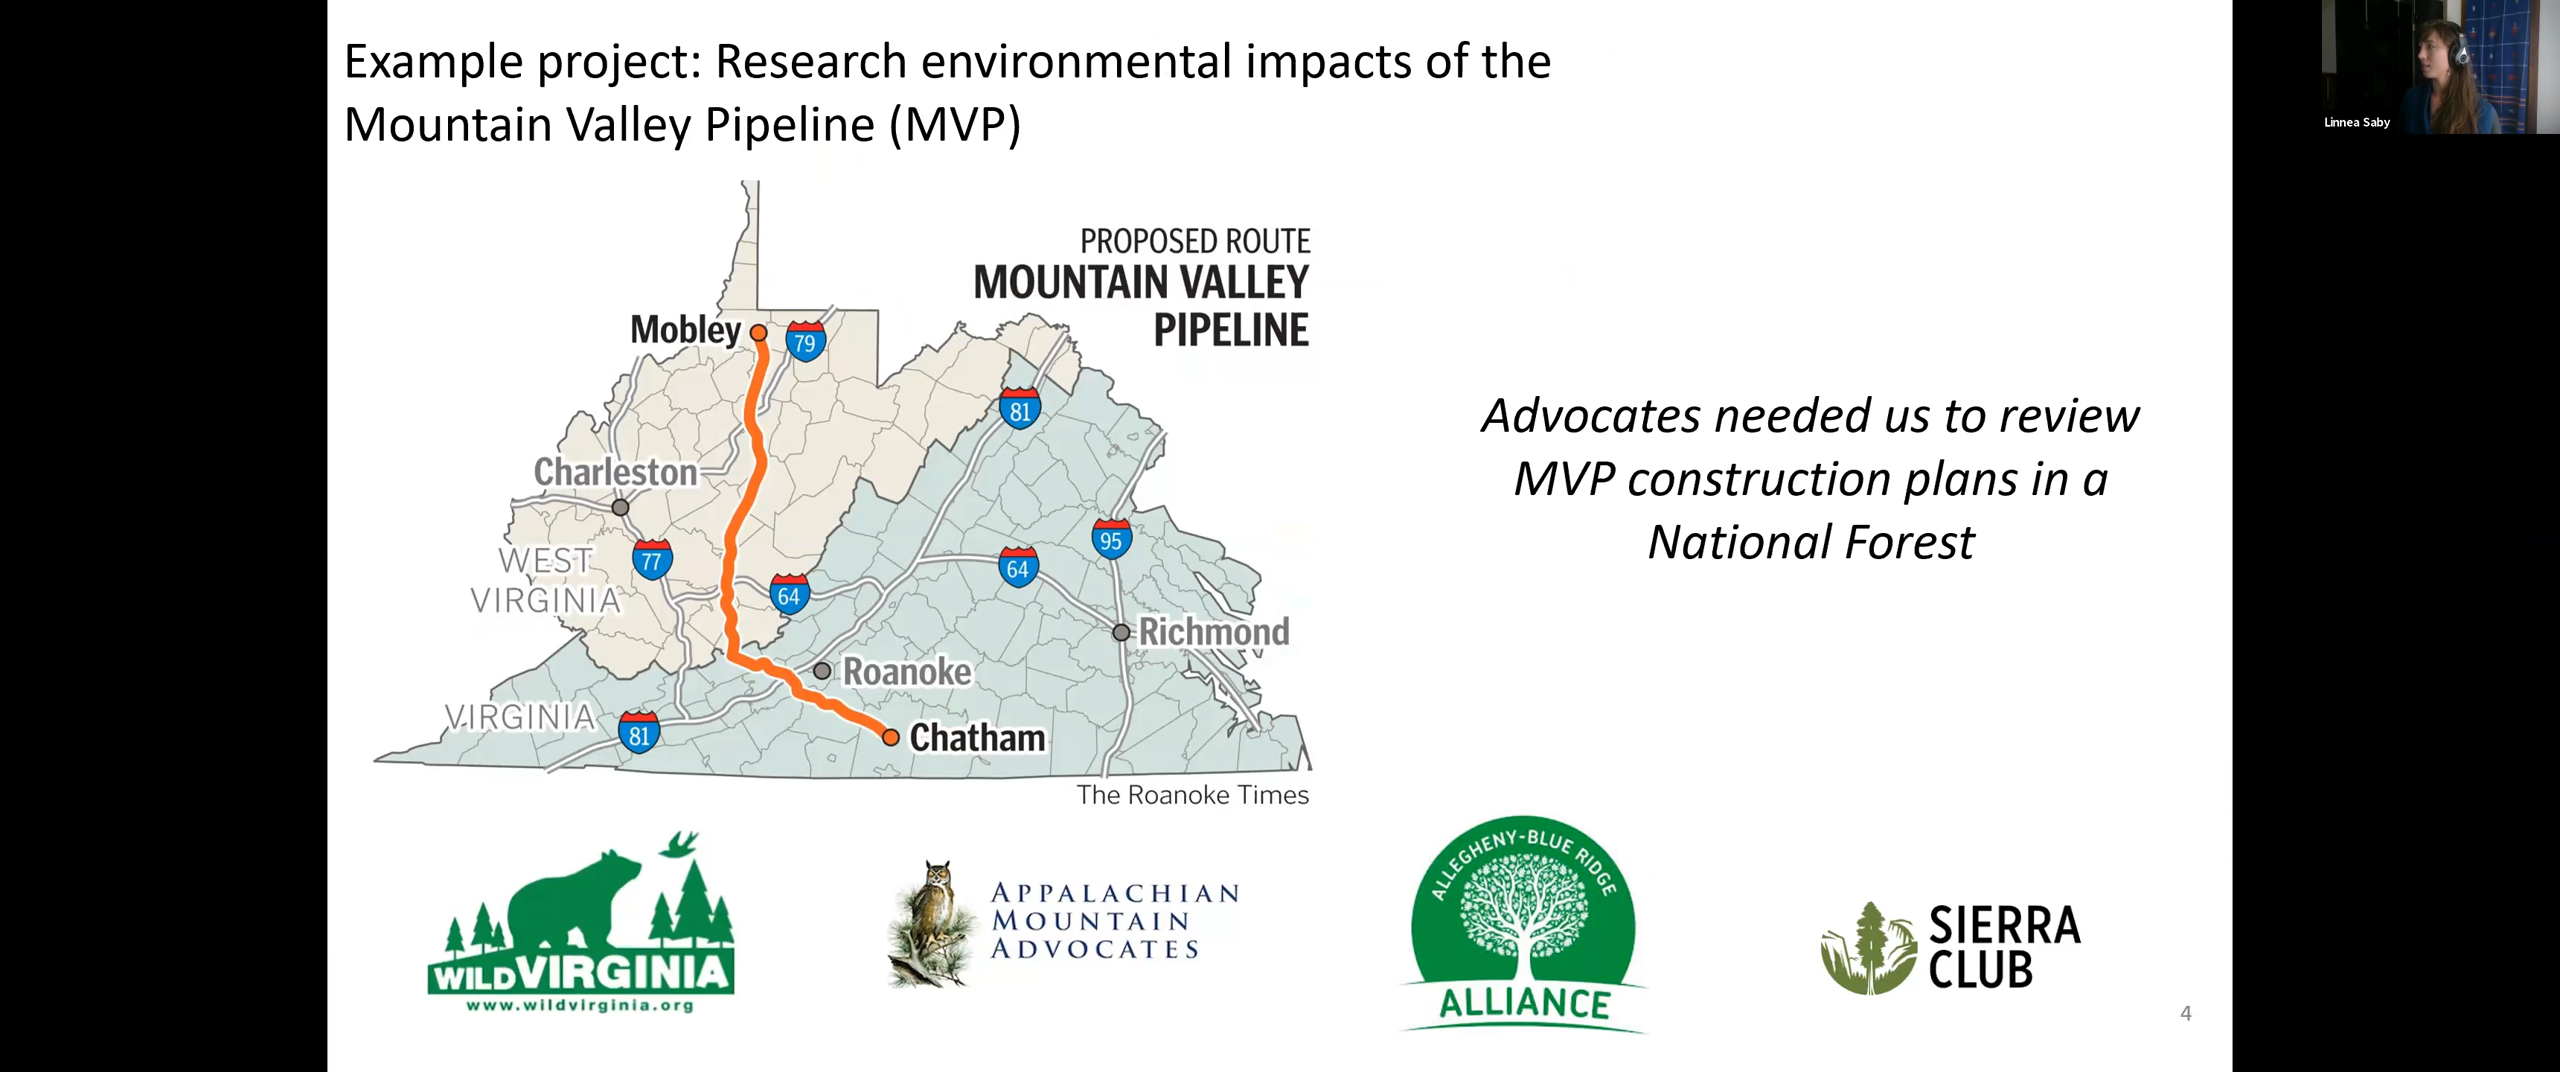 Example project: Research environmental impacts of the
Mountain Valley Pipeline (MVP)
Linnea Saby
PROPOSED ROUTE
MOUNTAIN VALLEY
PIPELINE
Mobley
79
81
Charleston
95
WEST
VIRGINIA
77
64
64
Richmond
Roanoke
VIRGINIA
81
Chatham
The Roanoke Times
Advocates needed us to review
MVP construction plans in a
National Forest
WILD VIRGINIA
www.wildvirginia.org
APPALACHIAN
MOUNTAIN
ADVOCATES
ALLEGHENY-BLUE RIDGE
ALLIANCE
SIERRA
CLUB
4